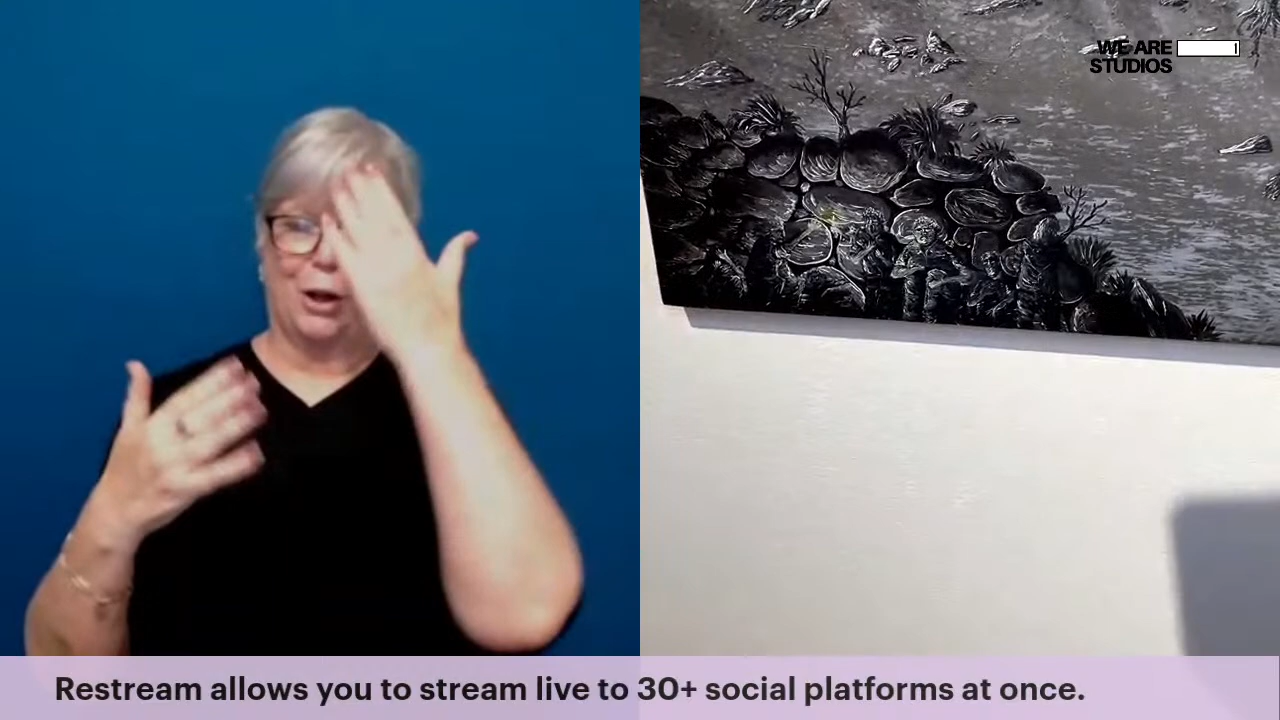 WE ARE
STUDIOS
Restream allows you to stream live to 30+ social platforms at once.